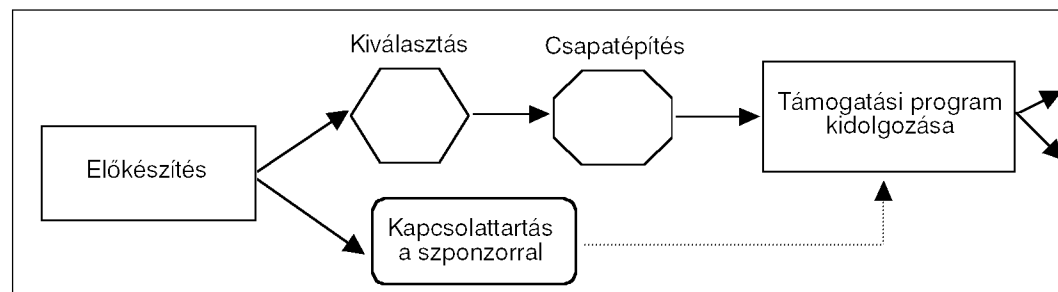 Kiválasztás
Csapatépítés
Támogatási program
kidolgozása
Előkészítés
Kapcsolattartás
a szponzorral